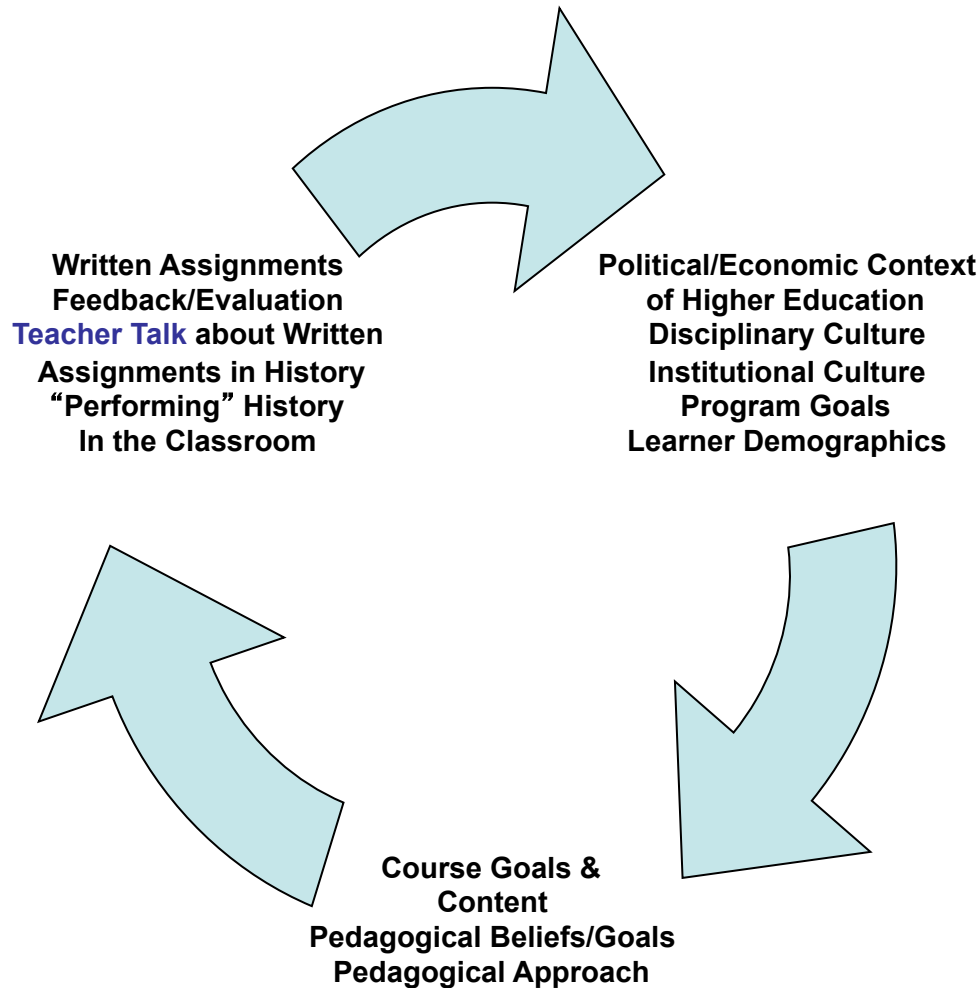 Written Assignments
Feedback/Evaluation
Teacher Talk about Written
Assignments in History
“Performing” History
In the Classroom
Political/Economic Context
of Higher Education
Disciplinary Culture
Institutional Culture
Program Goals
Learner Demographics
Course Goals &
Content
Pedagogical Beliefs/Goals
Pedagogical Approach